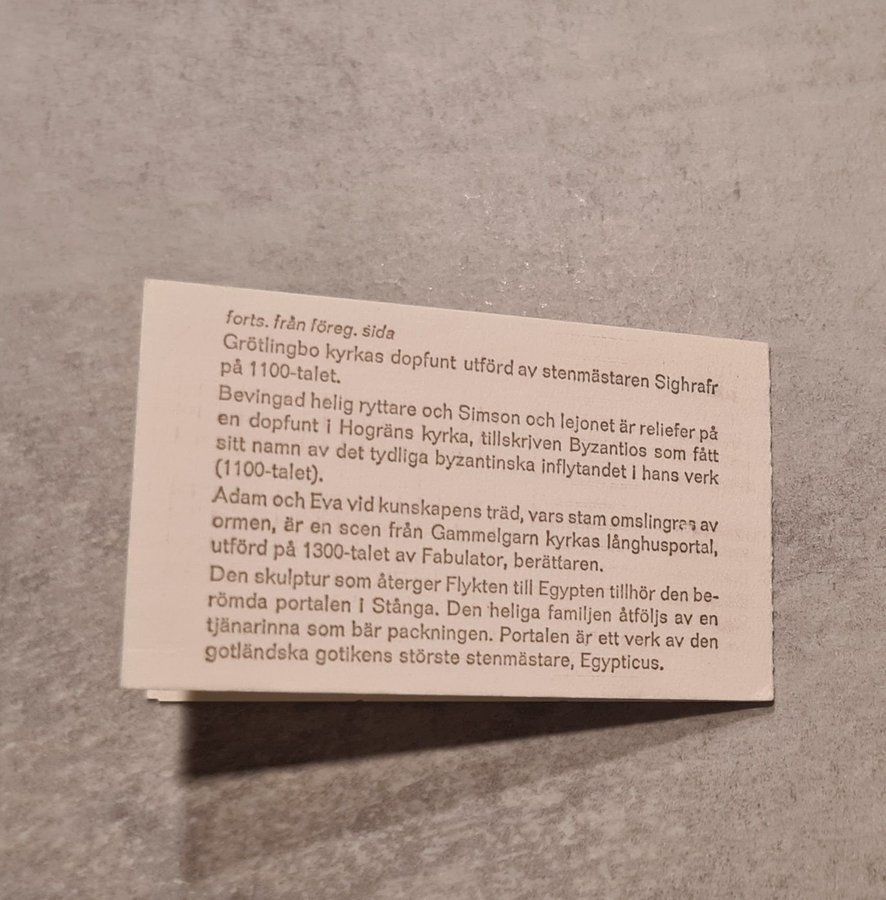 forts. från föreg. sida
Grötlingbo kyrkas dopfunt utförd av stenmästaren Sighrafr
på 1100-talet.
Bevingad helig ryttare och Simson och lejonet är reliefer på
en dopfunt i Hogräns kyrka, tillskriven Byzantios som fått
sitt namn av det tydliga byzantinska inflytandet i hans verk
(1100-talet).
Adam och Eva vid kunskapens träd, vars stam omslingras av
ormen, är en scen från Gammelgarn kyrkas långhusportal,
utförd på 1300-talet av Fabulator, berättaren.
Den skulptur som återger Flykten till Egypten tillhör den be-
römda portalen i Stånga. Den heliga familjen åtföljs av en
tjänarinna som bär packningen. Portalen är ett verk av den
gotländska gotikens störste stenmästare, Egypticus.